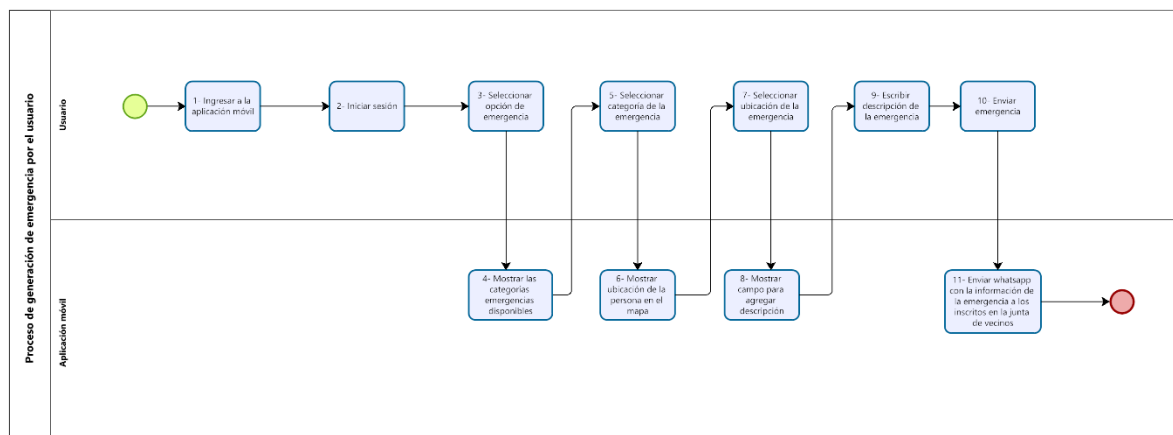 Proceso de generación de emergencia por el usuario
Usuario
1- Ingresar a la
aplicación móvil
2- Iniciar sesión
3- Seleccionar
opción de
emergencia
5- Seleccionar
categoría de la
emergencia
7- Seleccionar
ubicación de la
emergencia
9- Escribir
descripción de
la emergencia
10- Enviar
emergencia
Aplicación móvil
4- Mostrar las
categorías
emergencias
disponibles
6- Mostrar
ubicación de la
persona en el
mapa
8- Mostrar
campo para
agregar
descripción
11- Enviar whatsapp
con la información de
la emergencia a los
inscritos en la junta
de vecinos